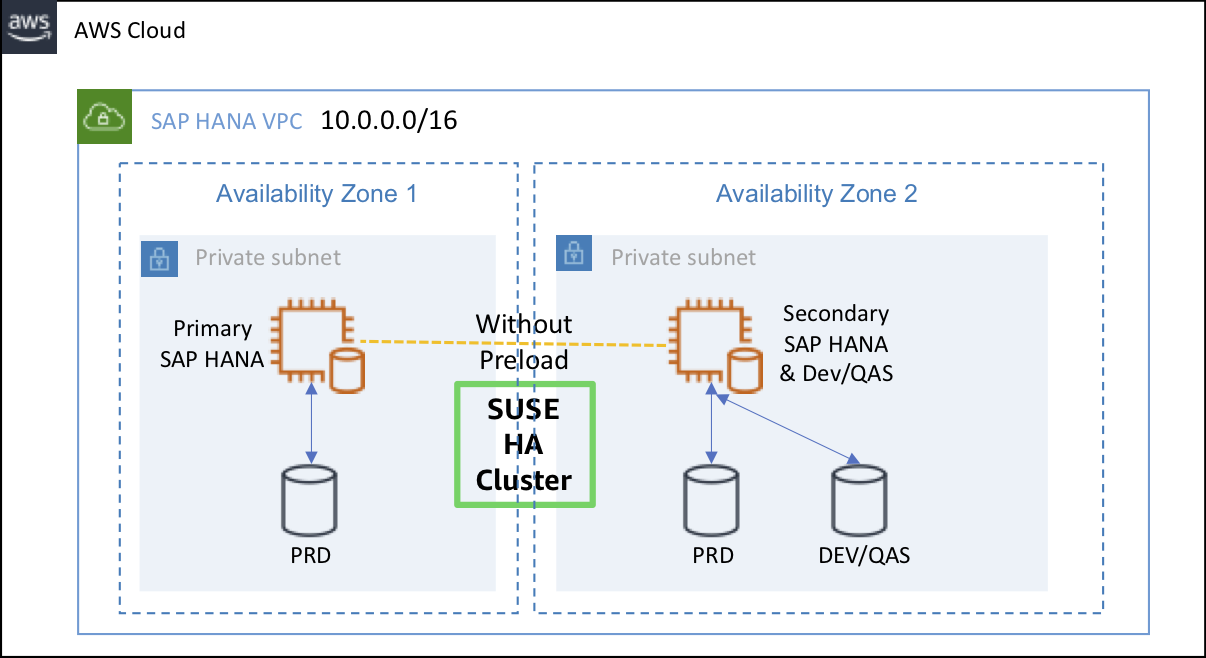 aws
AWS Cloud
SAP HANA VPC 10.0.0.0/16
Availability Zone 1
Availability Zone 2
Private subnet
Private subnet
Primary
SAP HANA
Without
Preload
Secondary
SAP HANA
& Dev/QAS
SUSE
HA
Cluster
PRD
PRD
DEV/QAS